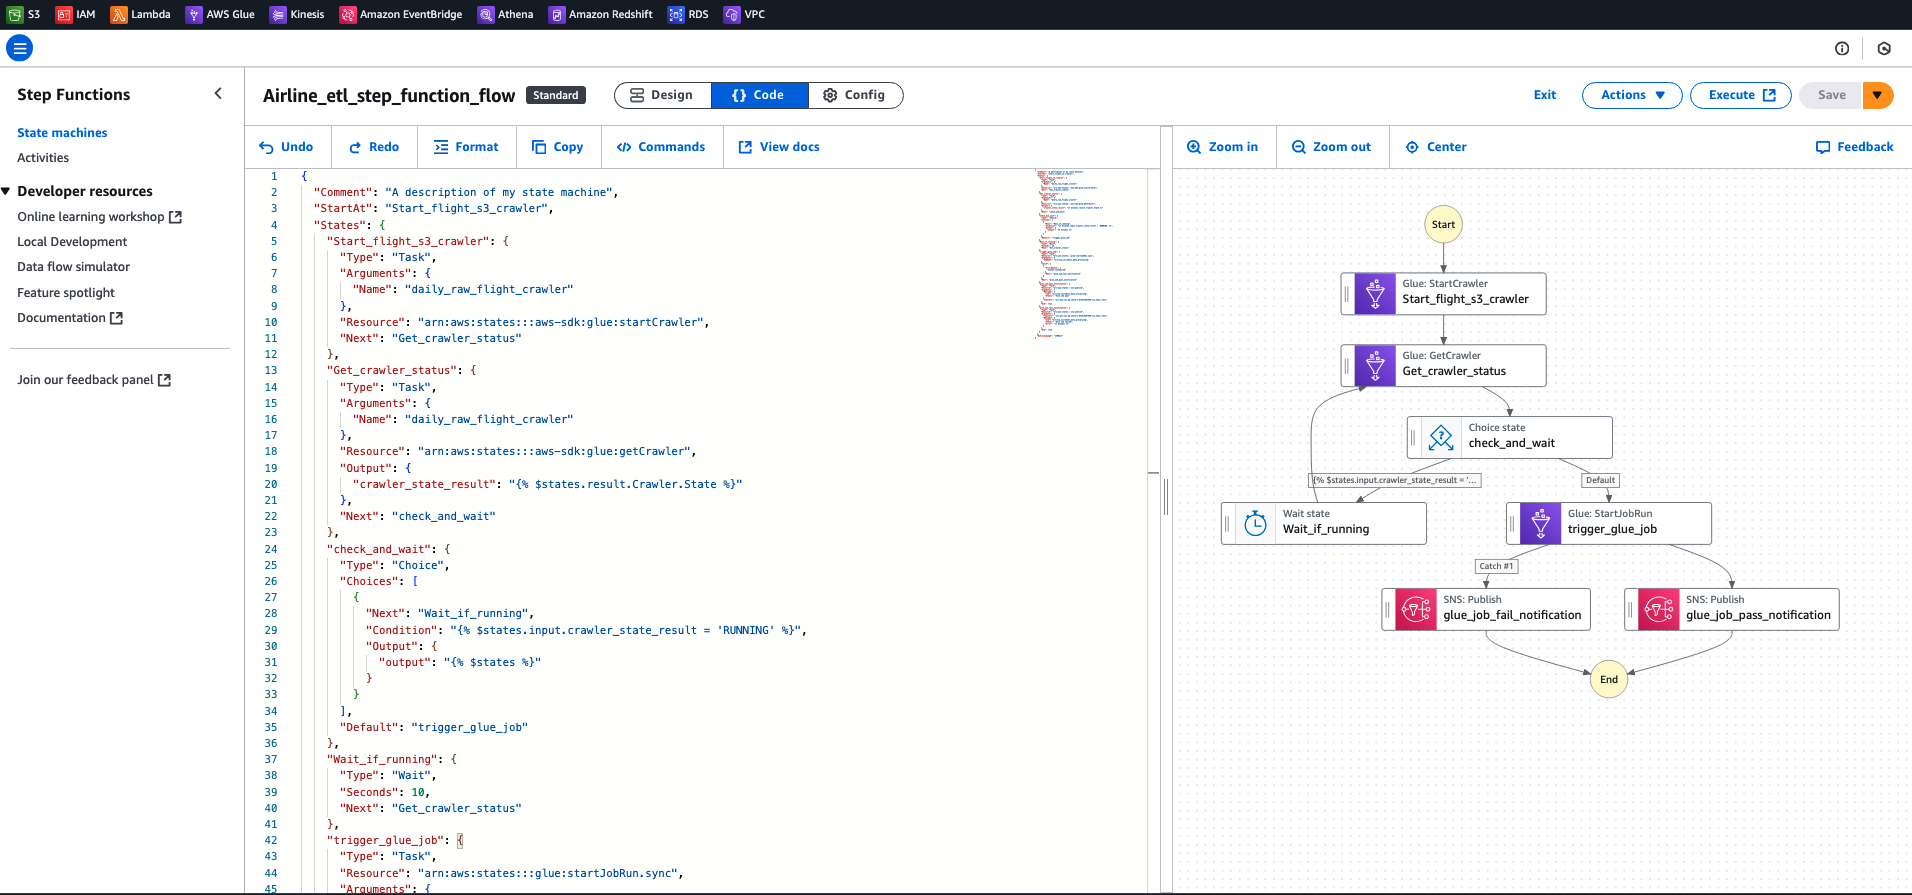 S3 IAM Lambda AWS Glue Kinesis Amazon EventBridge Athena Amazon Redshift RDS VPC
Step Functions
State machines
Activities
Developer resources
Online learning workshop
Local Development
Data flow simulator
Feature spotlight
Documentation
Join our feedback panel
Airline_etl_step_function_flow Standard Design {} Code Config Exit Actions Execute Save
Undo Redo Format Copy Commands View docs
1 {
2 "Comment": "A description of my state machine",
3 "StartAt": "Start_flight_s3_crawler",
4 "States": {
5 "Start_flight_s3_crawler": {
6 "Type": "Task",
7 "Arguments": {
8 "Name": "daily_raw_flight_crawler"
9 },
10 "Resource": "arn:aws:states:::aws-sdk:glue:startCrawler",
11 "Next": "Get_crawler_status"
12 },
13 "Get_crawler_status": {
14 "Type": "Task",
15 "Arguments": {
16 "Name": "daily_raw_flight_crawler"
17 },
18 "Resource": "arn:aws:states:::aws-sdk:glue:getCrawler",
19 "Output": {
20 "crawler_state_result": "{% $states.result.Crawler.State %}"
21 },
22 "Next": "check_and_wait"
23 },
24 "check_and_wait": {
25 "Type": "Choice",
26 "Choices": [
27 {
28 "Next": "Wait_if_running",
29 "Condition": "{% $states.input.crawler_state_result = 'RUNNING' %}",
30 "Output": {
31 "output": "{% $states %}"
32 }
33 }
34 ],
35 "Default": "trigger_glue_job"
36 },
37 "Wait_if_running": {
38 "Type": "Wait",
39 "Seconds": 10,
40 "Next": "Get_crawler_status"
41 },
42 "trigger_glue_job": {
43 "Type": "Task",
44 "Resource": "arn:aws:states:::glue:startJobRun.sync",
45 "Arguments": {
Zoom in Zoom out Center Feedback
Start
Glue: StartCrawler
Start_flight_s3_crawler
Glue: GetCrawler
Get_crawler_status
Choice state
check_and_wait
{% $states.input.crawler_state_result = '... Default
Wait state
Wait_if_running
Glue: StartJobRun
trigger_glue_job
Catch #1
SNS: Publish
glue_job_fail_notification
SNS: Publish
glue_job_pass_notification
End